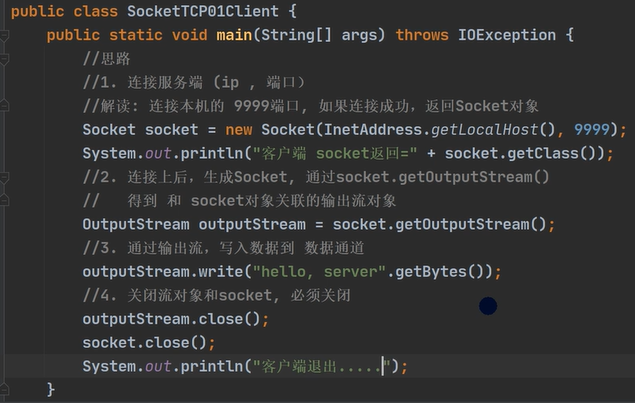 public class SocketTCP01Client {
public static void main(String[] args) throws IOException {
//思路
//1. 连接服务端 (ip , 端口）
//解读: 连接本机的 9999端口, 如果连接成功，返回Socket对象
Socket socket = new Socket(InetAddress.getLocalHost(), 9999);
System.out.println("客户端 socket返回=" + socket.getClass());
//2. 连接上后，生成Socket, 通过socket.getOutputStream()
//   得到 和 socket对象关联的输出流对象
OutputStream outputStream = socket.getOutputStream();
//3. 通过输出流，写入数据到 数据通道
outputStream.write("hello, server".getBytes());
//4. 关闭流对象和socket, 必须关闭
outputStream.close();
socket.close();
System.out.println("客户端退出.....");
}